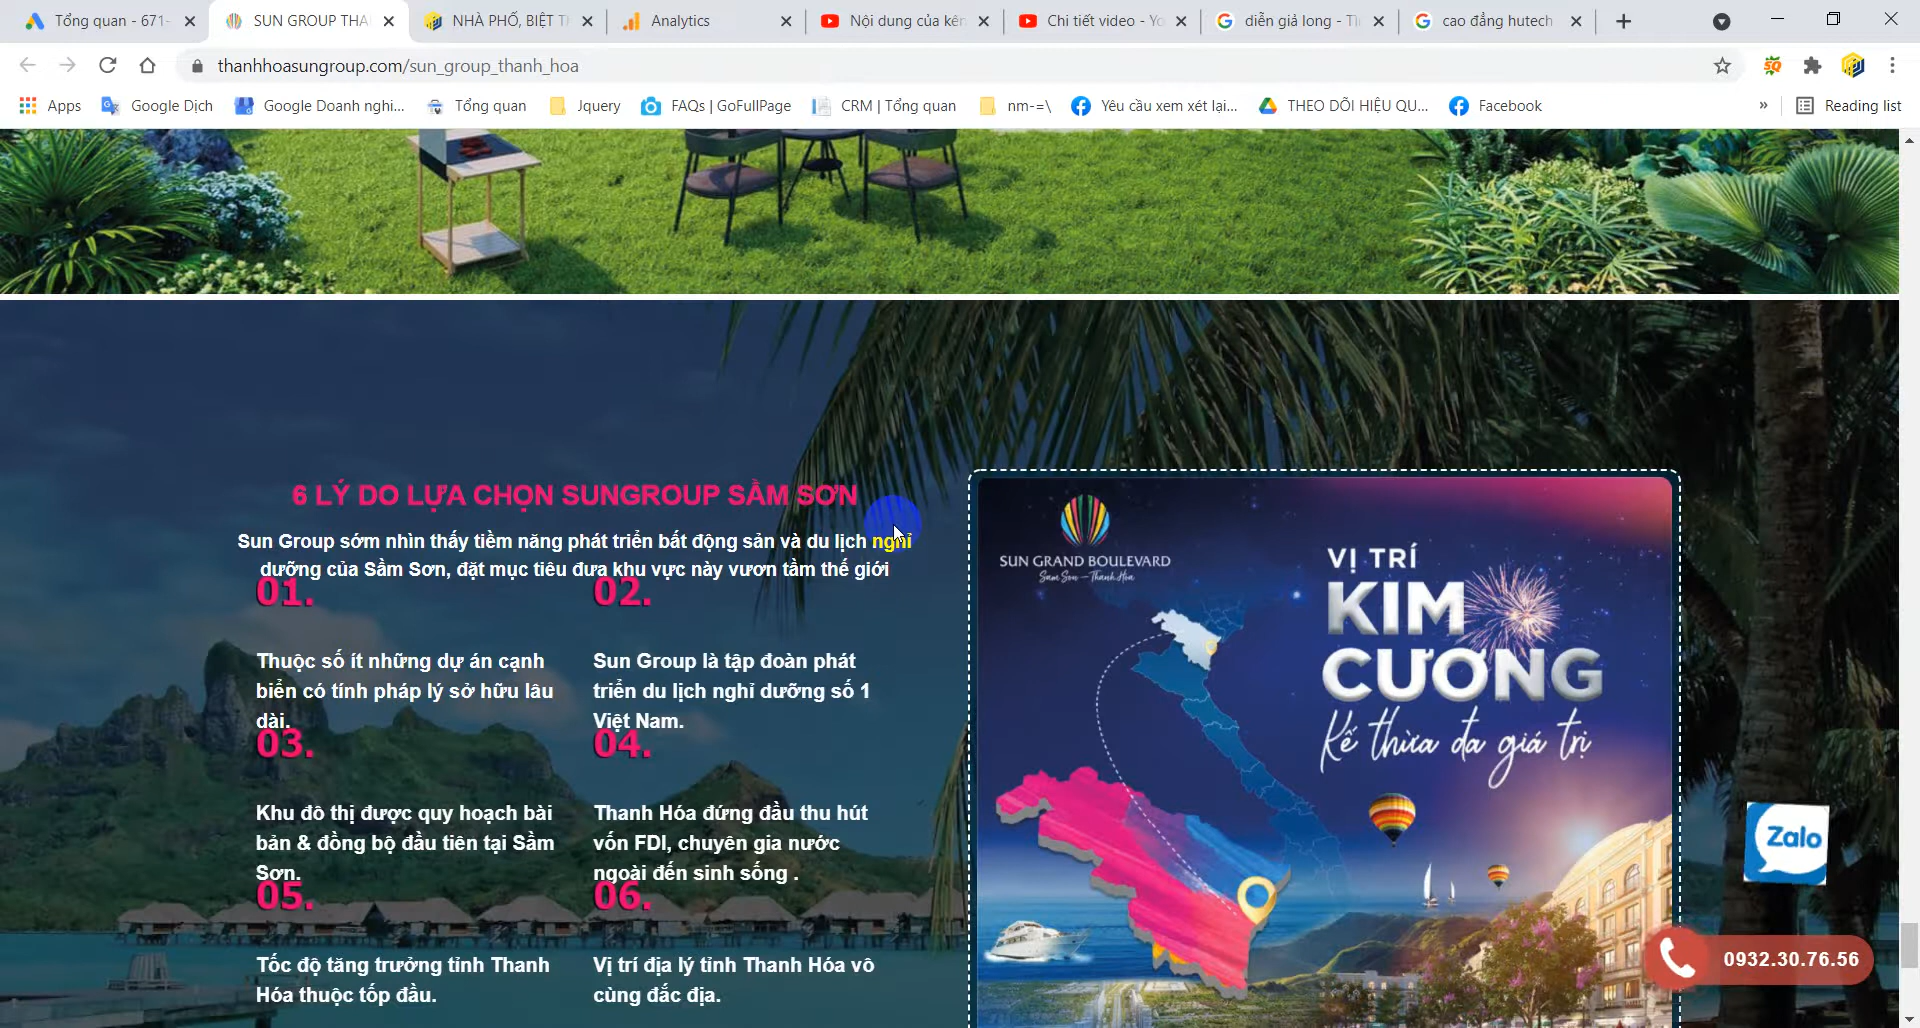 Tổng quan - 671-
SUN GROUP THA
NHÀ PHỐ, BIỆT T
Analytics
Nội dung của kên
Chi tiết video - Yo
diễn giả long - Tì
cao đẳng hutech
thanhhoasungroup.com/sun_group_thanh_hoa
Apps
Google Dịch
Google Doanh nghi...
Tổng quan
Jquery
FAQs | GoFullPage
CRM | Tổng quan
nm-=\
Yêu cầu xem xét lại...
THEO DÕI HIỆU QU...
Facebook
»
Reading list
6 LÝ DO LỰA CHỌN SUNGROUP SẦM SƠN
Sun Group sớm nhìn thấy tiềm năng phát triển bất động sản và du lịch nghỉ
dưỡng của Sầm Sơn, đặt mục tiêu đưa khu vực này vươn tầm thế giới
01.
Thuộc số ít những dự án cạnh
biển có tính pháp lý sở hữu lâu
dài.
02.
Sun Group là tập đoàn phát
triển du lịch nghỉ dưỡng số 1
Việt Nam.
03.
Khu đô thị được quy hoạch bài
bản & đồng bộ đầu tiên tại Sầm
Sơn.
04.
Thanh Hóa đứng đầu thu hút
vốn FDI, chuyên gia nước
ngoài đến sinh sống .
05.
Tốc độ tăng trưởng tỉnh Thanh
Hóa thuộc tốp đầu.
06.
Vị trí địa lý tỉnh Thanh Hóa vô
cùng đắc địa.
SUN GRAND BOULEVARD
Sầm Sơn - Thanh Hóa
VỊ TRÍ
KIM
CƯƠNG
Kế thừa đa giá trị
Zalo
0932.30.76.56